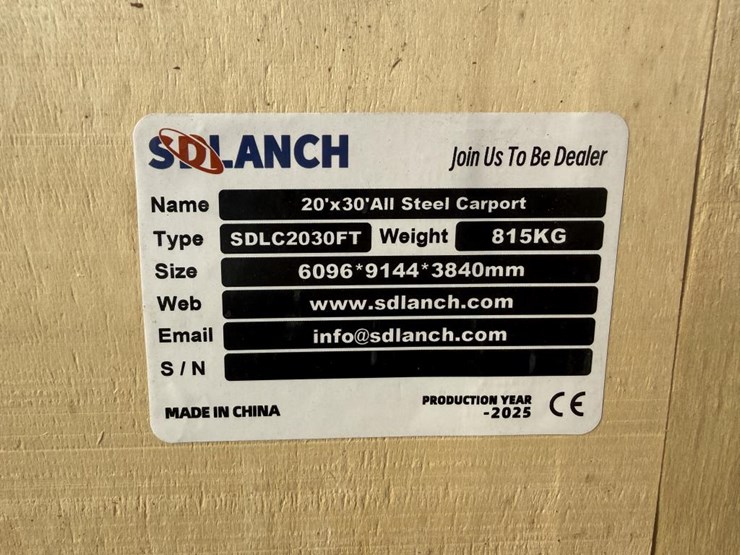 SDLANCH Join Us To Be Dealer
Name 20'x30'All Steel Carport
Type SDLC2030FT Weight 815KG
Size 6096*9144*3840mm
Web www.sdlanch.com
Email info@sdlanch.com
S / N
MADE IN CHINA PRODUCTION YEAR
-2025 CE